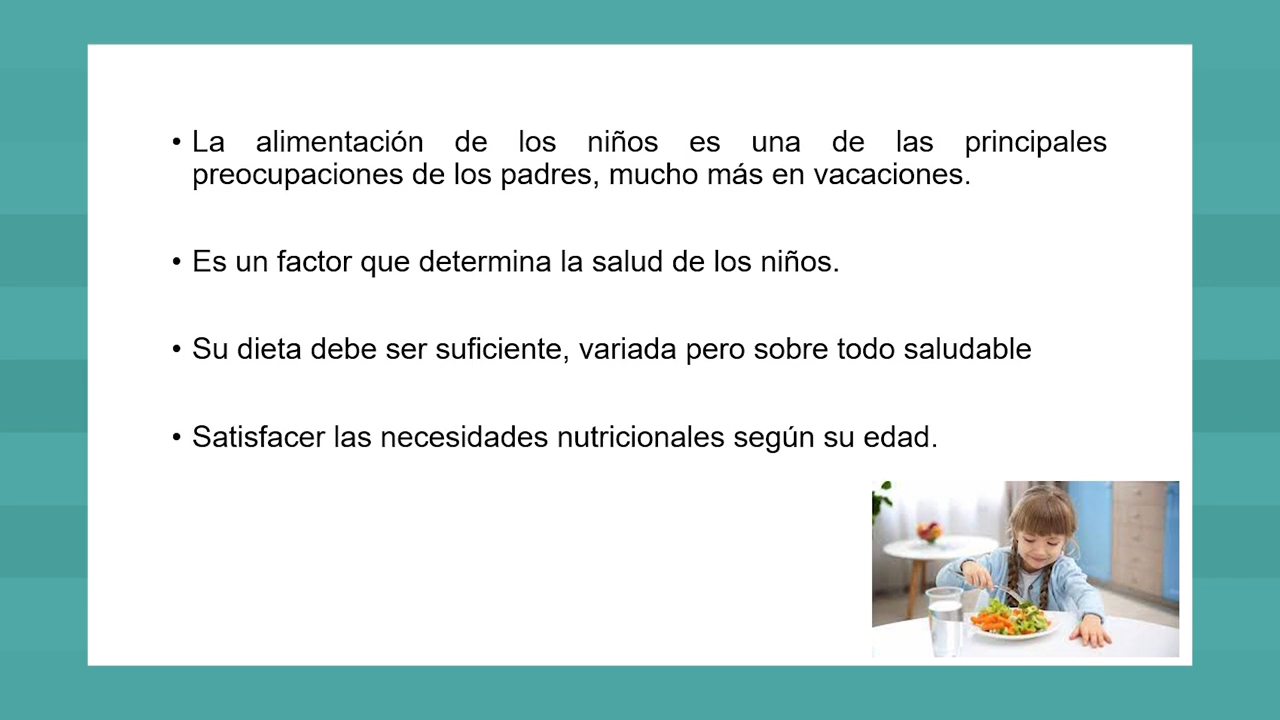 • La alimentación de los niños es una de las principales
preocupaciones de los padres, mucho más en vacaciones.
• Es un factor que determina la salud de los niños.
• Su dieta debe ser suficiente, variada pero sobre todo saludable
• Satisfacer las necesidades nutricionales según su edad.